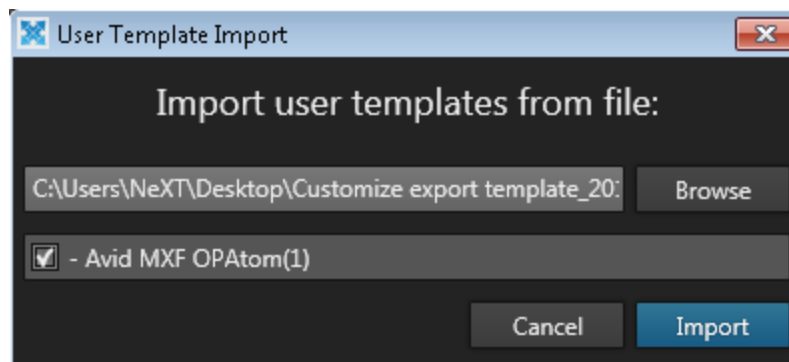 User Template Import
Import user templates from file:
C:\Users\NeXT\Desktop\Customize export template_20
Browse
- Avid MXF OPAtom(1)
Cancel
Import